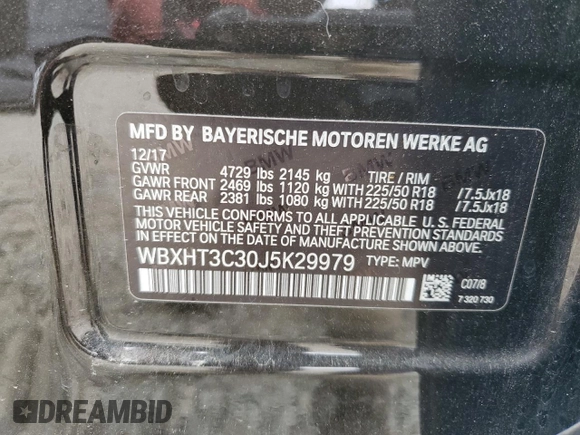 MFD BY BAYERISCHE MOTOREN WERKE AG
12/17
GVWR 4729 lbs 2145 kg TIRE / RIM
GAWR FRONT 2469 lbs 1120 kg WITH 225/50 R18 /7.5Jx18
GAWR REAR 2381 lbs 1080 kg WITH 225/50 R18 /7.5Jx18
THIS VEHICLE CONFORMS TO ALL APPLICABLE U. S. FEDERAL
MOTOR VEHICLE SAFETY AND THEFT PREVENTION STANDARDS
IN EFFECT ON THE DATE OF MANUFACTURE SHOWN ABOVE.
WBXHT3C30J5K29979 TYPE: MPV
C07/8
7 320 730
DREAMBID